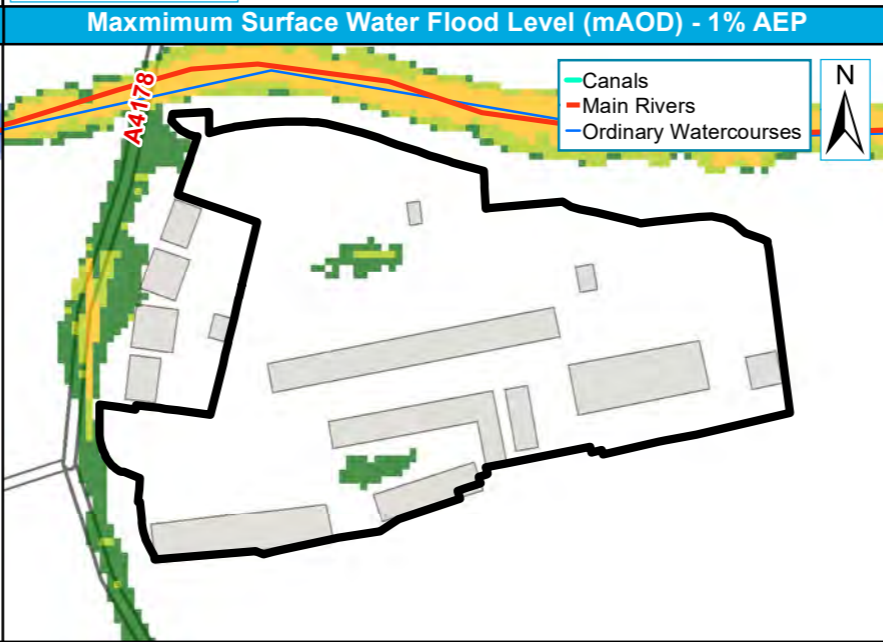 Maxmimum Surface Water Flood Level (mAOD) - 1% AEP
A4178
Canals
Main Rivers
Ordinary Watercourses
N